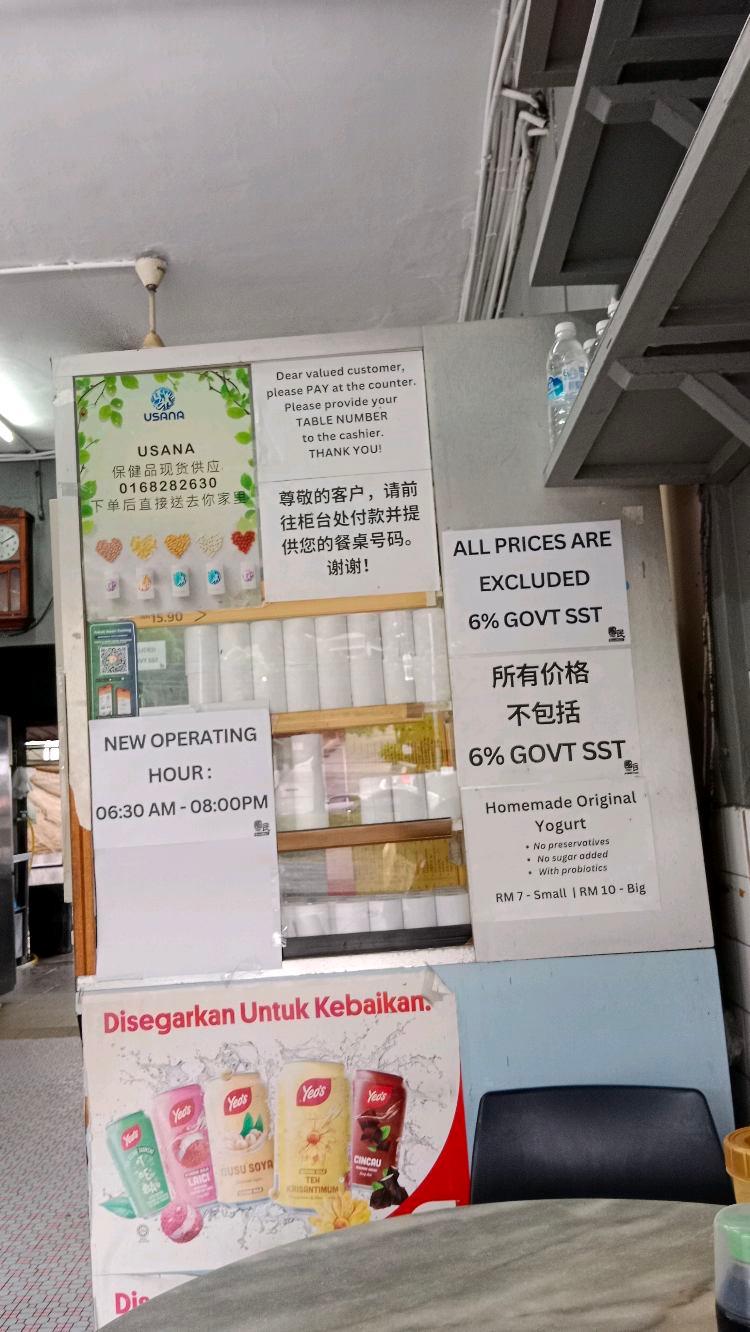 USANA
USANA
保健品现货供应
0168282630
下单后直接送去你家里
Dear valued customer,
please PAY at the counter.
Please provide your
TABLE NUMBER
to the cashier.
THANK YOU!
尊敬的客户，请前
往柜台处付款并提
供您的餐桌号码。
谢谢！
15.90
ALL PRICES ARE
EXCLUDED
6% GOVT SST
所有价格
不包括
6% GOVT SST
NEW OPERATING
HOUR :
06:30 AM - 08:00PM
Homemade Original
Yogurt
• No preservatives
• No sugar added
• With probiotics
RM 7 - Small | RM 10 - Big
Disegarkan Untuk Kebaikan.
Yeo's
Yeo's
LAICI
Yeo's
SUSU SOYA
Yeo's
TEH
KRISANTIMUM
Yeo's
CINCAU
Dis